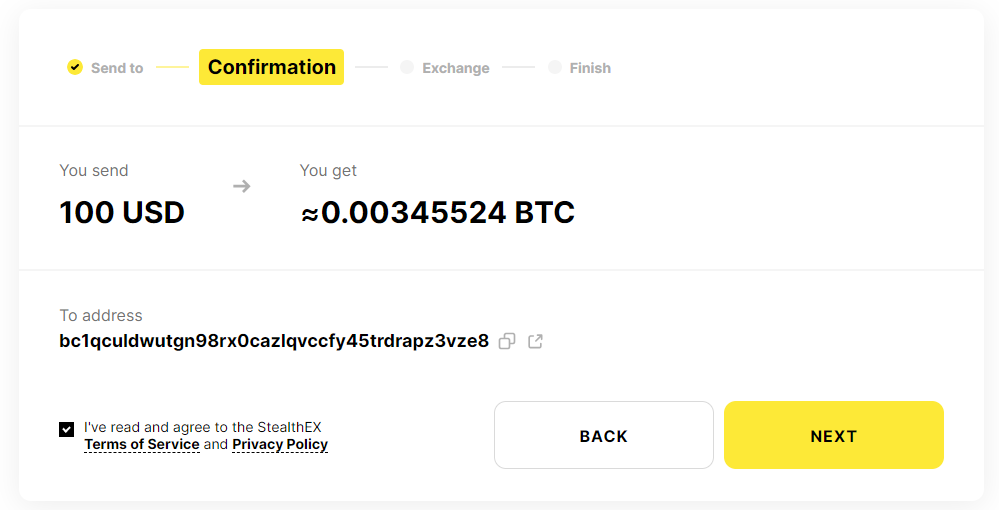 Send to Confirmation Exchange Finish
You send You get
100 USD ≈0.00345524 BTC
To address
bc1qculdwutgn98rx0cazlqvccfy45trdrapz3vze8
I've read and agree to the StealthEX
Terms of Service and Privacy Policy
BACK NEXT